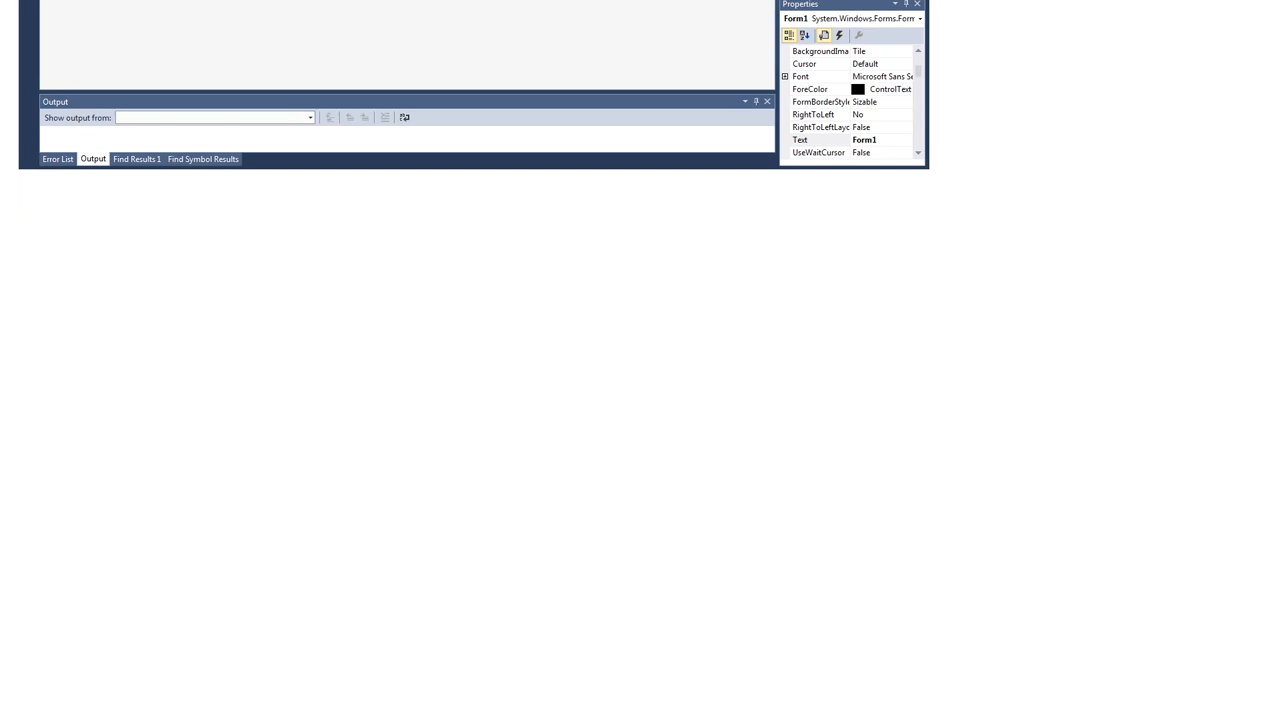 Properties
Form1 System.Windows.Forms.Form
BackgroundIma Tile
Cursor Default
Font Microsoft Sans Se
ForeColor ControlText
FormBorderStyle Sizable
RightToLeft No
RightToLeftLayc False
Text Form1
UseWaitCursor False
Output
Show output from:
Error List Output Find Results 1 Find Symbol Results